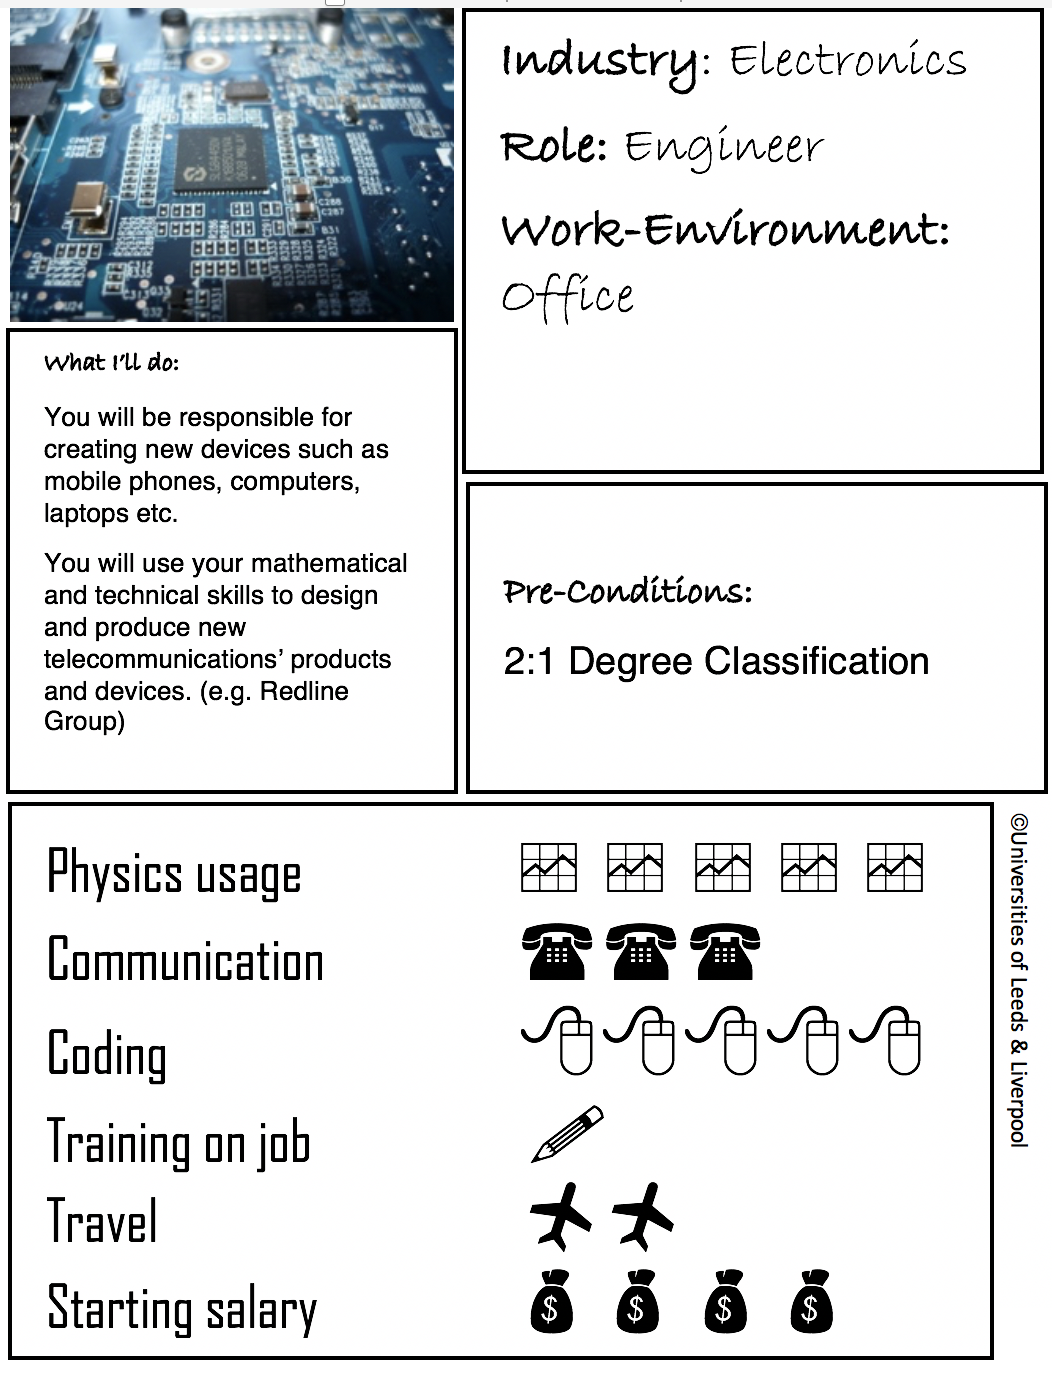 Industry: Electronics
Role: Engineer
Work-Environment:
Office
What I'll do:
You will be responsible for
creating new devices such as
mobile phones, computers,
laptops etc.
You will use your mathematical
and technical skills to design
and produce new
telecommunications’ products
and devices. (e.g. Redline
Group)
Pre-Conditions:
2:1 Degree Classification
Physics usage
Communication
Coding
Training on job
Travel
Starting salary
$ $ $ $
©Universities of Leeds & Liverpool